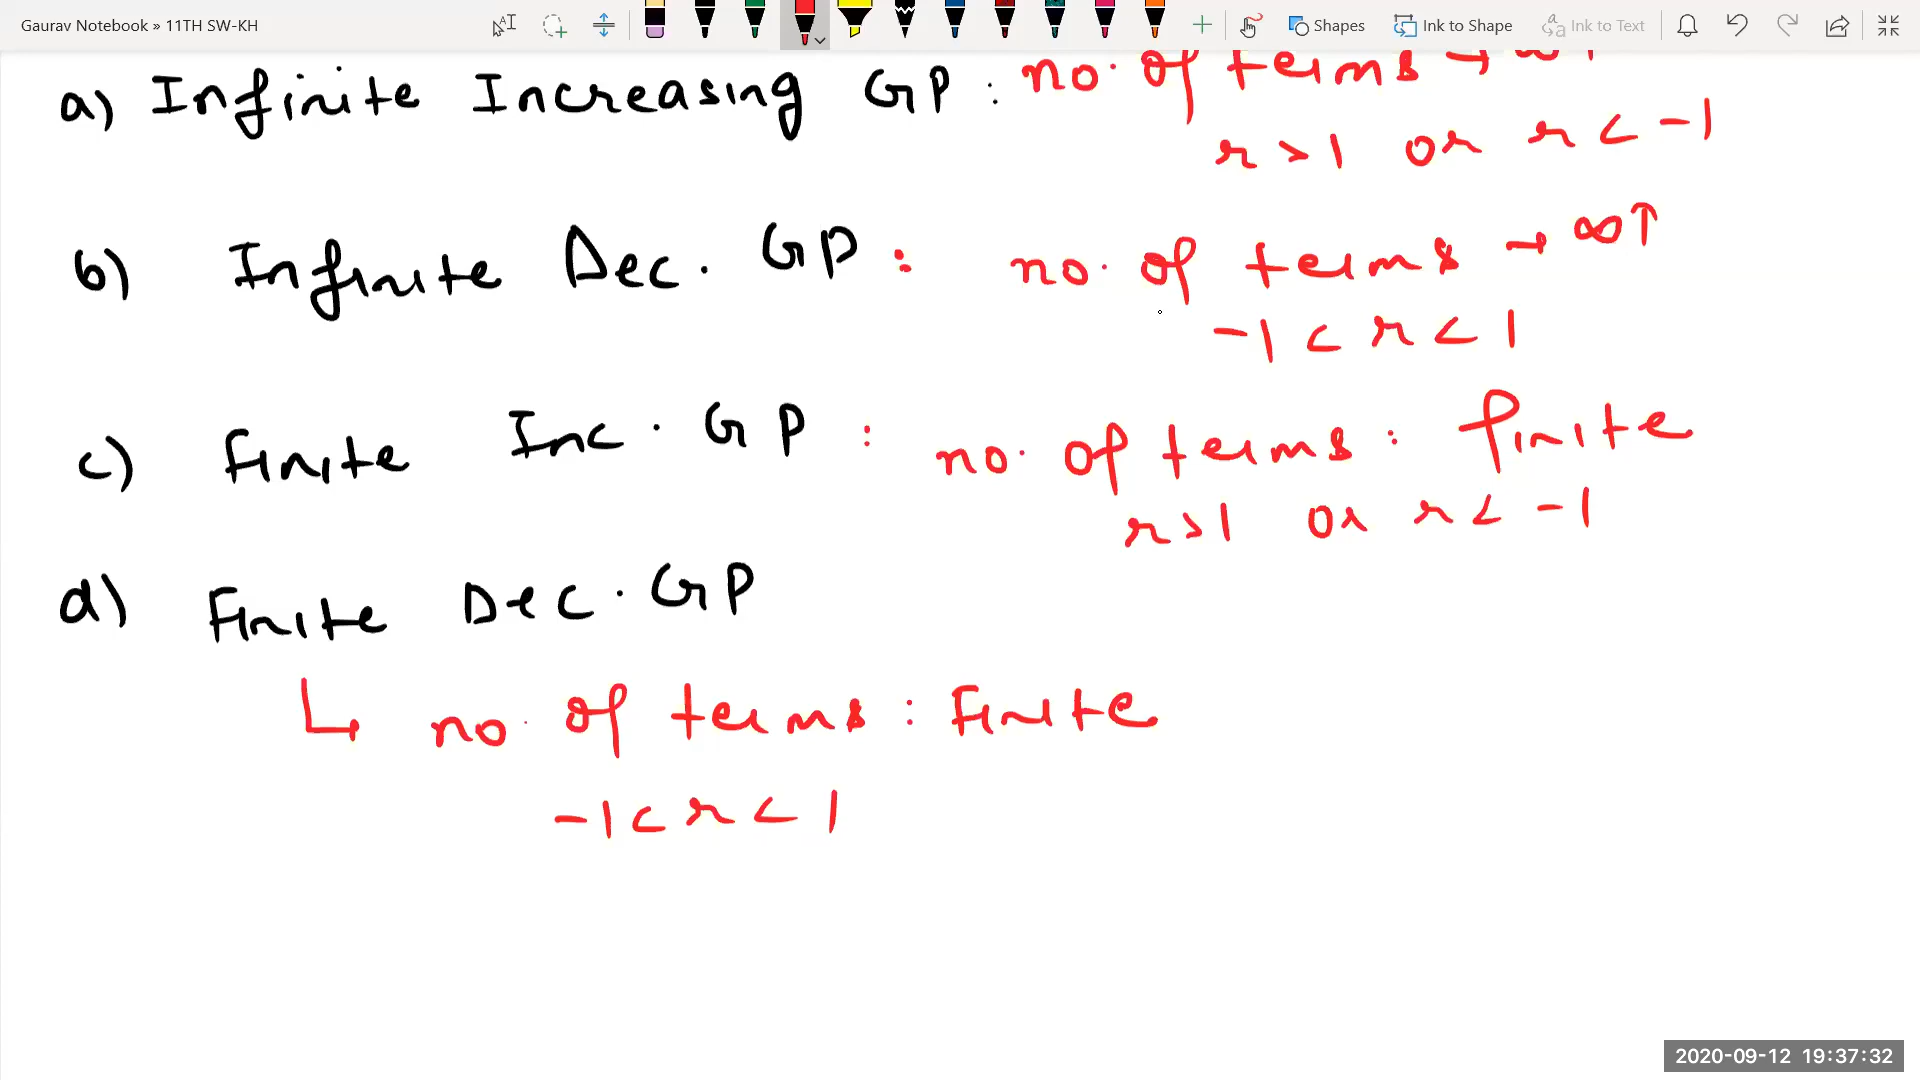 Gaurav Notebook » 11TH SW-KH
Shapes
Ink to Shape
Ink to Text
a) Infinite Increasing GP : no. of terms → ∞↑
r > 1 or r < -1
b) Infinite Dec. GP : no. of terms → ∞↑
-1 < r < 1
c) Finite Inc. GP : no. of terms : finite
r > 1 or r < -1
d) Finite Dec. GP
↳ no. of terms : Finite
-1 < r < 1
2020-09-12 19:37:32